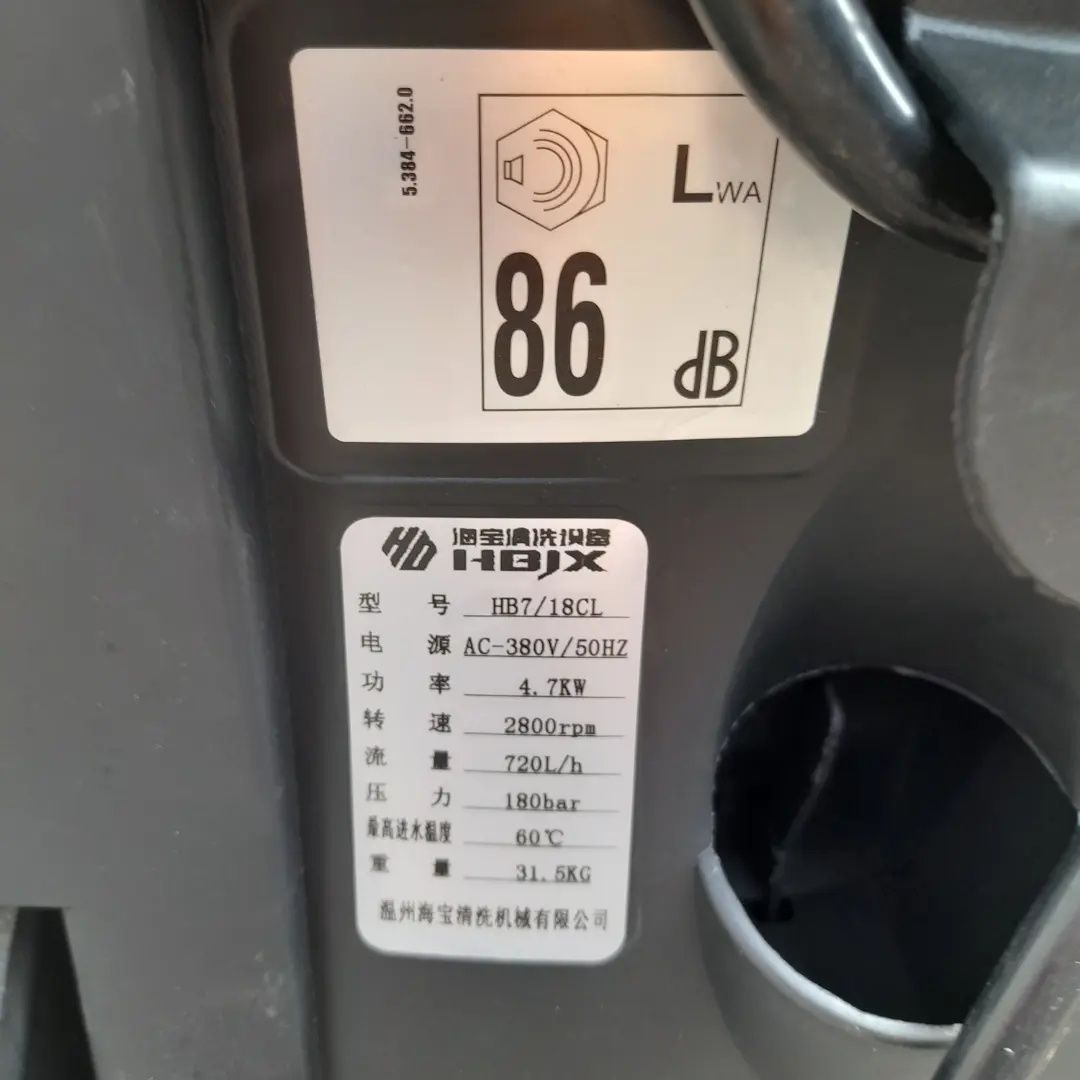 5.384-662.0
LWA
86
dB
海宝清洗设备
HBJX
型 号 HB7/18CL
电 源 AC-380V/50HZ
功 率 4.7KW
转 速 2800rpm
流 量 720L/h
压 力 180bar
最高进水温度 60℃
重 量 31.5KG
温州海宝清洗机械有限公司